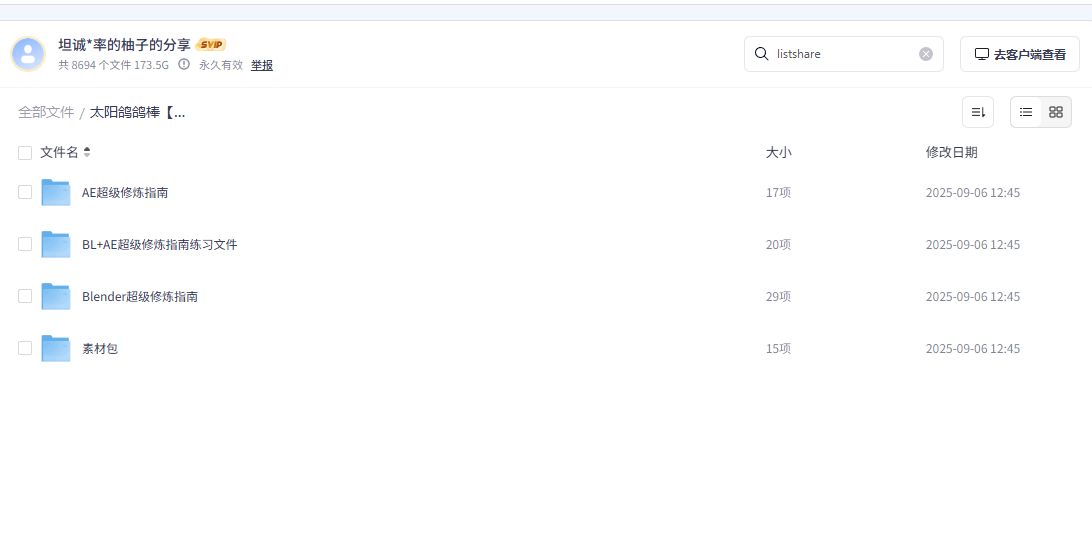 坦诚*率的柚子的分享 SVIP
共 8694 个文件 173.5G 永久有效 举报
listshare
去客户端查看
全部文件 / 太阳鸽鸽棒【...
文件名 大小 修改日期
AE超级修炼指南 17项 2025-09-06 12:45
BL+AE超级修炼指南练习文件 20项 2025-09-06 12:45
Blender超级修炼指南 29项 2025-09-06 12:45
素材包 15项 2025-09-06 12:45